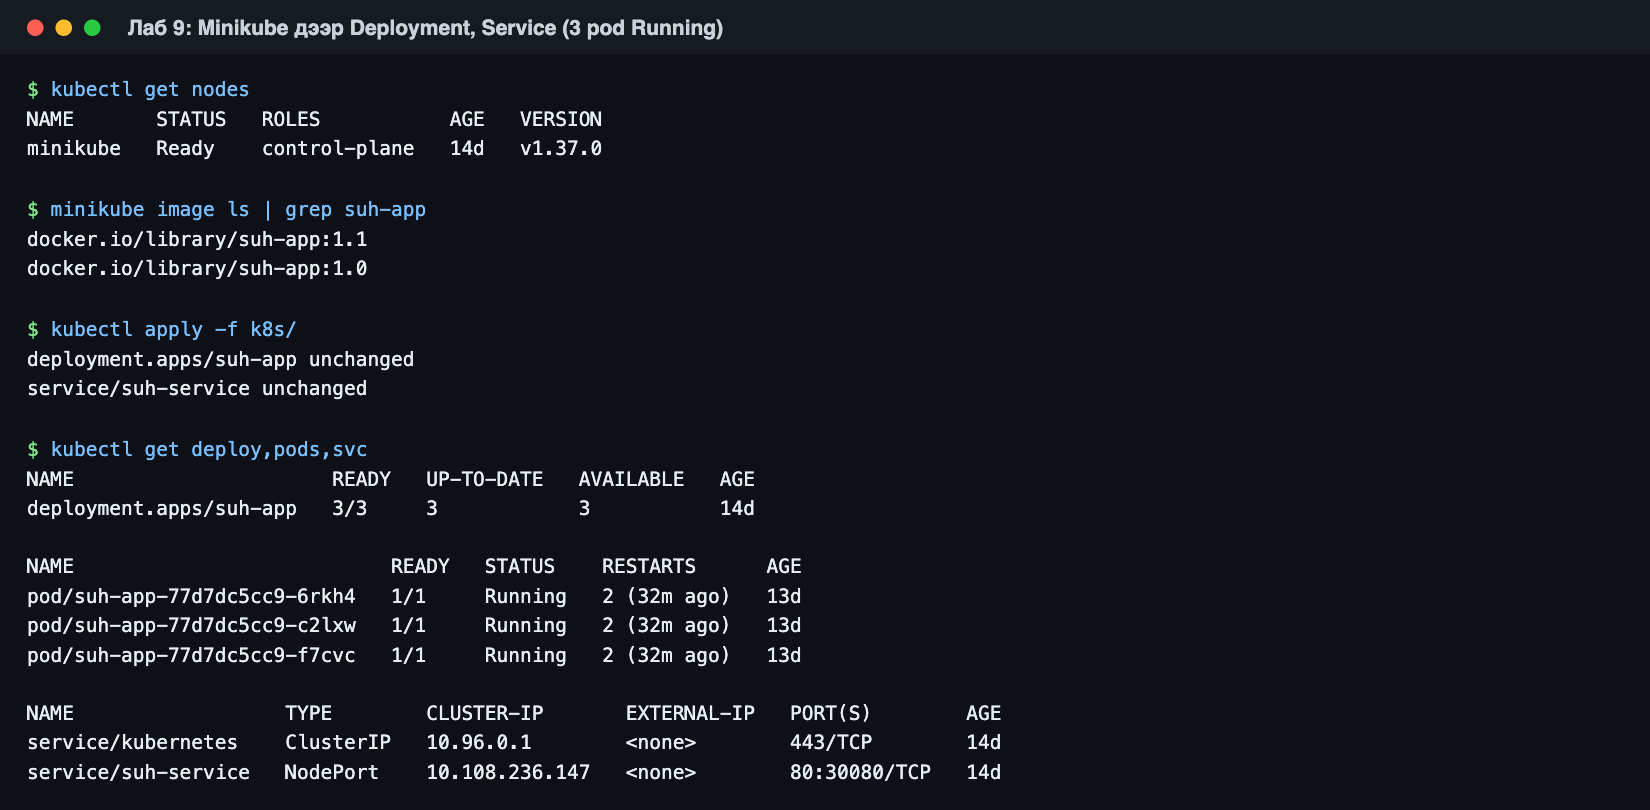 Лаб 9: Minikube дээр Deployment, Service (3 pod Running)
$ kubectl get nodes
NAME       STATUS   ROLES           AGE   VERSION
minikube   Ready    control-plane   14d   v1.37.0
$ minikube image ls | grep suh-app
docker.io/library/suh-app:1.1
docker.io/library/suh-app:1.0
$ kubectl apply -f k8s/
deployment.apps/suh-app unchanged
service/suh-service unchanged
$ kubectl get deploy,pods,svc
NAME                      READY   UP-TO-DATE   AVAILABLE   AGE
deployment.apps/suh-app   3/3     3            3           14d
NAME                           READY   STATUS    RESTARTS      AGE
pod/suh-app-77d7dc5cc9-6rkh4   1/1     Running   2 (32m ago)   13d
pod/suh-app-77d7dc5cc9-c2lxw   1/1     Running   2 (32m ago)   13d
pod/suh-app-77d7dc5cc9-f7cvc   1/1     Running   2 (32m ago)   13d
NAME                  TYPE        CLUSTER-IP       EXTERNAL-IP   PORT(S)        AGE
service/kubernetes    ClusterIP   10.96.0.1        <none>        443/TCP        14d
service/suh-service   NodePort    10.108.236.147   <none>        80:30080/TCP   14d